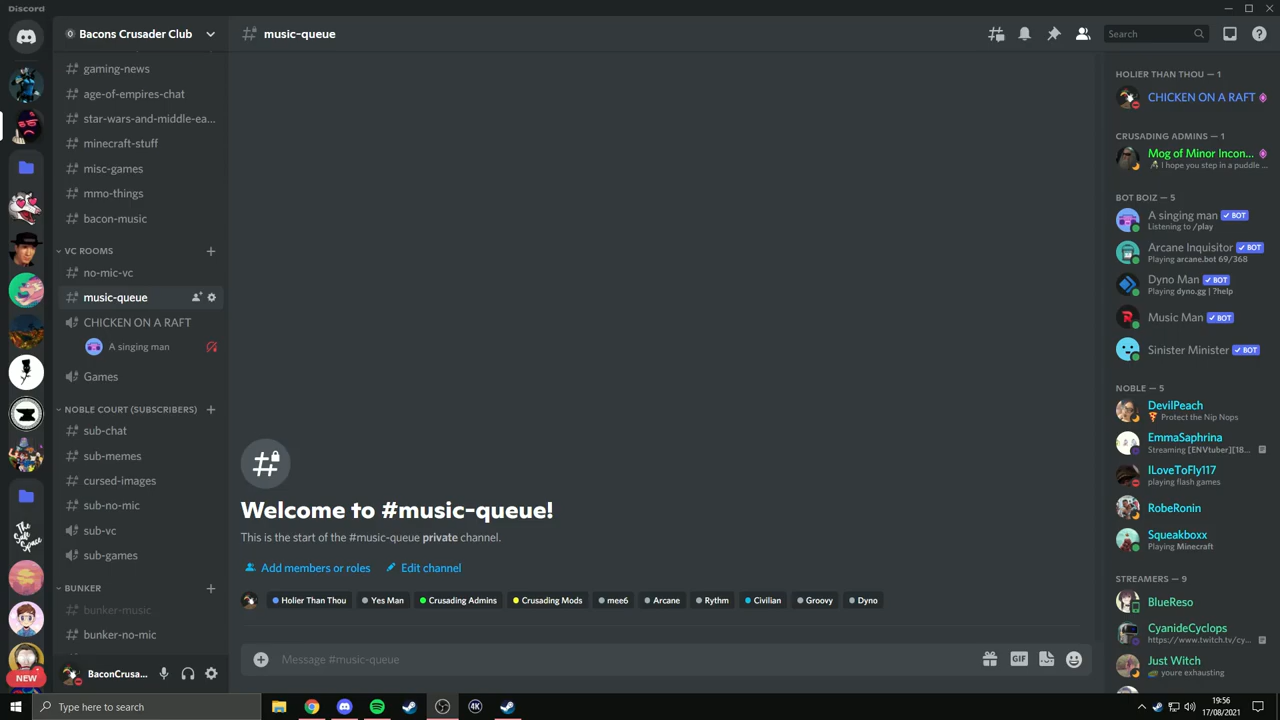 Discord
Bacons Crusader Club
music-queue
Search
gaming-news
age-of-empires-chat
star-wars-and-middle-ea...
minecraft-stuff
misc-games
mmo-things
bacon-music
VC ROOMS
no-mic-vc
music-queue
CHICKEN ON A RAFT
A singing man
Games
NOBLE COURT (SUBSCRIBERS)
sub-chat
sub-memes
cursed-images
sub-no-mic
sub-vc
sub-games
BUNKER
bunker-music
bunker-no-mic
NEW
BaconCrusa...
Welcome to #music-queue!
This is the start of the #music-queue private channel.
Add members or roles Edit channel
Holier Than Thou Yes Man Crusading Admins Crusading Mods mee6 Arcane Rythm Civilian Groovy Dyno
Message #music-queue
GIF
HOLIER THAN THOU — 1
CHICKEN ON A RAFT
CRUSADING ADMINS — 1
Mog of Minor Incon...
I hope you step in a puddle ...
BOT BOIZ — 5
A singing man BOT
Listening to /play
Arcane Inquisitor BOT
Playing arcane.bot 69/368
Dyno Man BOT
Playing dyno.gg | ?help
Music Man BOT
Sinister Minister BOT
NOBLE — 5
DevilPeach
Protect the Nip Nops
EmmaSaphrina
Streaming [ENVtuber][18...
ILoveToFly117
playing flash games
RobeRonin
Squeakboxx
Playing Minecraft
STREAMERS — 9
BlueReso
CyanideCyclops
https://www.twitch.tv/cy...
Just Witch
youre exhausting
Type here to search
4K
19:56
17/08/2021